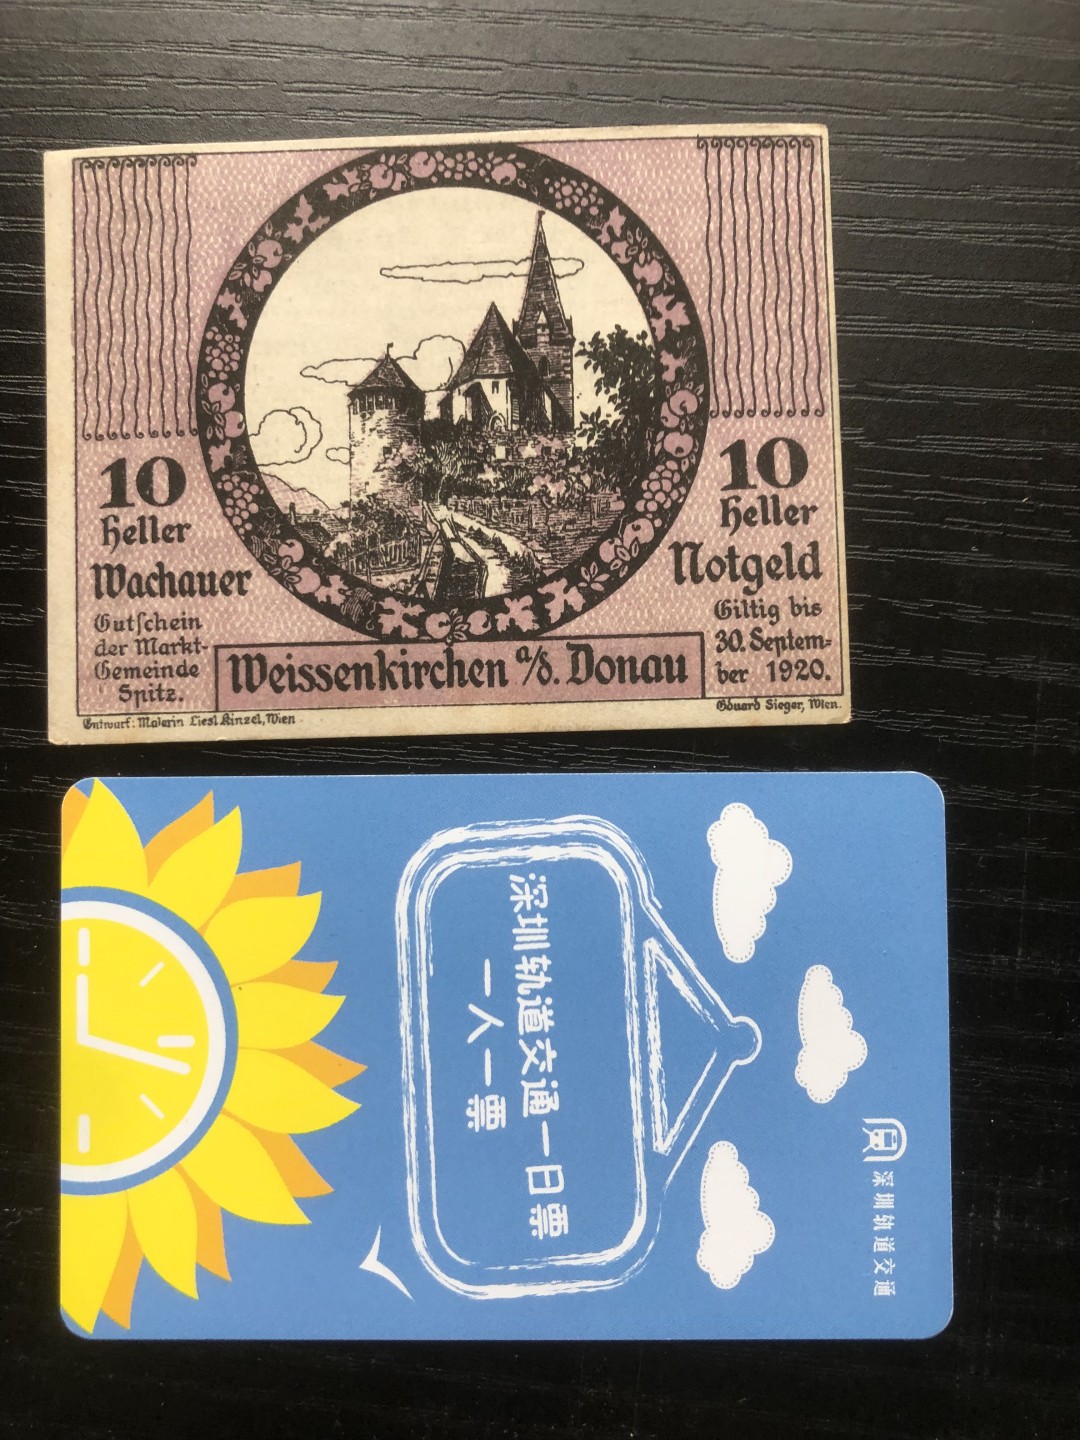 10
Heller
Wachauer
Gutschein
der Markt-
Gemeinde
Spitz.
10
Heller
Notgeld
Giltig bis
30. Septem-
ber 1920.
Weissenkirchen a/d. Donau
Entwurf: Malerin Liesl Kinzel, Wien
Eduard Sieger, Wien.
深圳轨道交通
深圳轨道交通一日票
一人一票